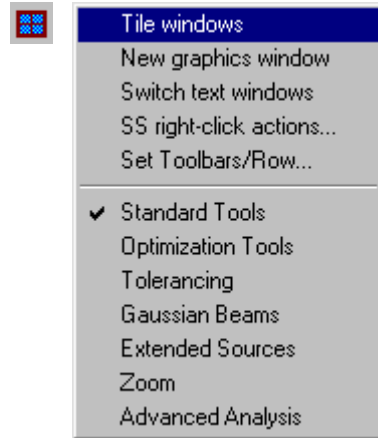 Tile windows
New graphics window
Switch text windows
SS right-click actions...
Set Toolbars/Row...
Standard Tools
Optimization Tools
Tolerancing
Gaussian Beams
Extended Sources
Zoom
Advanced Analysis